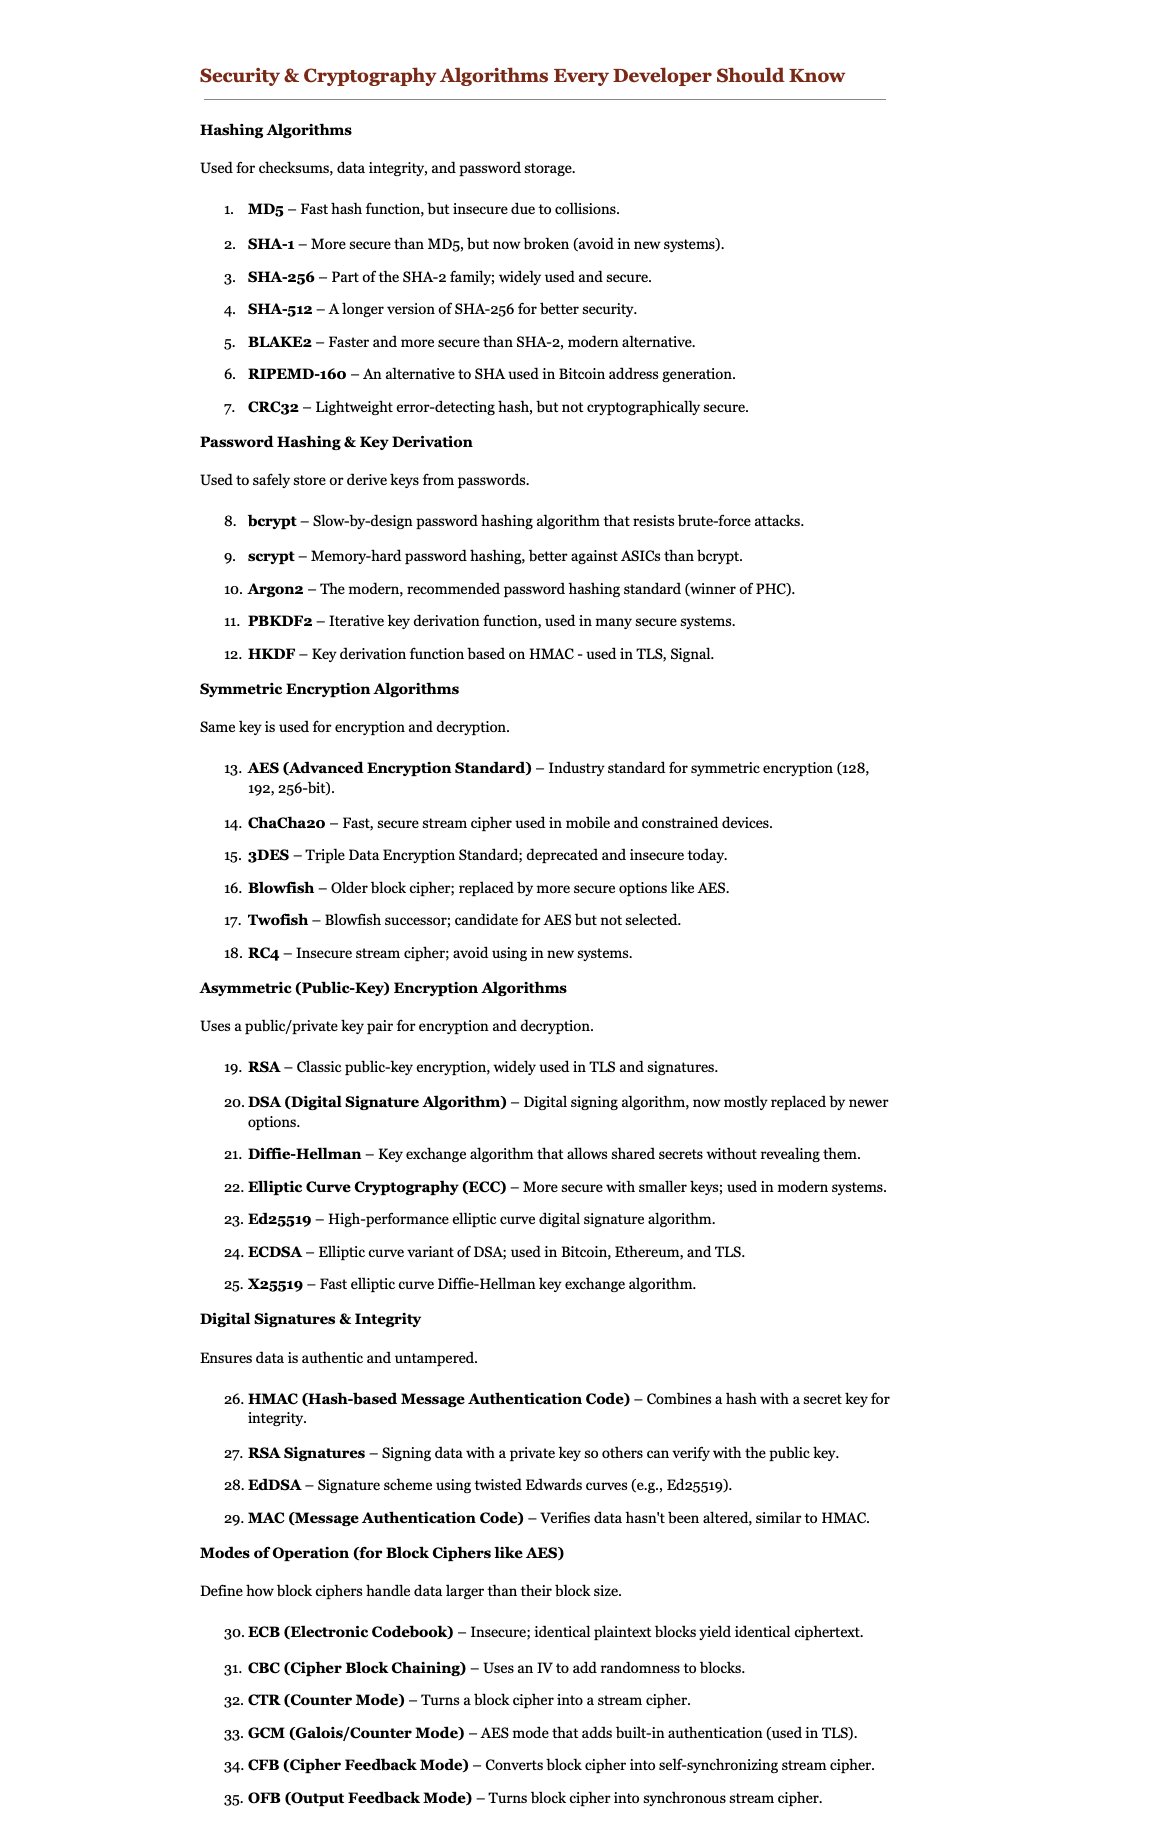 Security & Cryptography Algorithms Every Developer Should Know
Hashing Algorithms
Used for checksums, data integrity, and password storage.
1. MD5 – Fast hash function, but insecure due to collisions.
2. SHA-1 – More secure than MD5, but now broken (avoid in new systems).
3. SHA-256 – Part of the SHA-2 family; widely used and secure.
4. SHA-512 – A longer version of SHA-256 for better security.
5. BLAKE2 – Faster and more secure than SHA-2, modern alternative.
6. RIPEMD-160 – An alternative to SHA used in Bitcoin address generation.
7. CRC32 – Lightweight error-detecting hash, but not cryptographically secure.
Password Hashing & Key Derivation
Used to safely store or derive keys from passwords.
8. bcrypt – Slow-by-design password hashing algorithm that resists brute-force attacks.
9. scrypt – Memory-hard password hashing, better against ASICs than bcrypt.
10. Argon2 – The modern, recommended password hashing standard (winner of PHC).
11. PBKDF2 – Iterative key derivation function, used in many secure systems.
12. HKDF – Key derivation function based on HMAC - used in TLS, Signal.
Symmetric Encryption Algorithms
Same key is used for encryption and decryption.
13. AES (Advanced Encryption Standard) – Industry standard for symmetric encryption (128,
192, 256-bit).
14. ChaCha20 – Fast, secure stream cipher used in mobile and constrained devices.
15. 3DES – Triple Data Encryption Standard; deprecated and insecure today.
16. Blowfish – Older block cipher; replaced by more secure options like AES.
17. Twofish – Blowfish successor; candidate for AES but not selected.
18. RC4 – Insecure stream cipher; avoid using in new systems.
Asymmetric (Public-Key) Encryption Algorithms
Uses a public/private key pair for encryption and decryption.
19. RSA – Classic public-key encryption, widely used in TLS and signatures.
20. DSA (Digital Signature Algorithm) – Digital signing algorithm, now mostly replaced by newer
options.
21. Diffie-Hellman – Key exchange algorithm that allows shared secrets without revealing them.
22. Elliptic Curve Cryptography (ECC) – More secure with smaller keys; used in modern systems.
23. Ed25519 – High-performance elliptic curve digital signature algorithm.
24. ECDSA – Elliptic curve variant of DSA; used in Bitcoin, Ethereum, and TLS.
25. X25519 – Fast elliptic curve Diffie-Hellman key exchange algorithm.
Digital Signatures & Integrity
Ensures data is authentic and untampered.
26. HMAC (Hash-based Message Authentication Code) – Combines a hash with a secret key for
integrity.
27. RSA Signatures – Signing data with a private key so others can verify with the public key.
28. EdDSA – Signature scheme using twisted Edwards curves (e.g., Ed25519).
29. MAC (Message Authentication Code) – Verifies data hasn't been altered, similar to HMAC.
Modes of Operation (for Block Ciphers like AES)
Define how block ciphers handle data larger than their block size.
30. ECB (Electronic Codebook) – Insecure; identical plaintext blocks yield identical ciphertext.
31. CBC (Cipher Block Chaining) – Uses an IV to add randomness to blocks.
32. CTR (Counter Mode) – Turns a block cipher into a stream cipher.
33. GCM (Galois/Counter Mode) – AES mode that adds built-in authentication (used in TLS).
34. CFB (Cipher Feedback Mode) – Converts block cipher into self-synchronizing stream cipher.
35. OFB (Output Feedback Mode) – Turns block cipher into synchronous stream cipher.